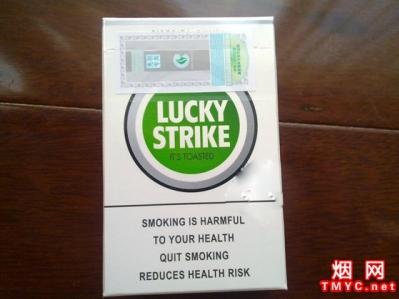 LUCKY
STRIKE
IT'S TOASTED
SMOKING IS HARMFUL
TO YOUR HEALTH
QUIT SMOKING
REDUCES HEALTH RISK
烟网
TMYC.net